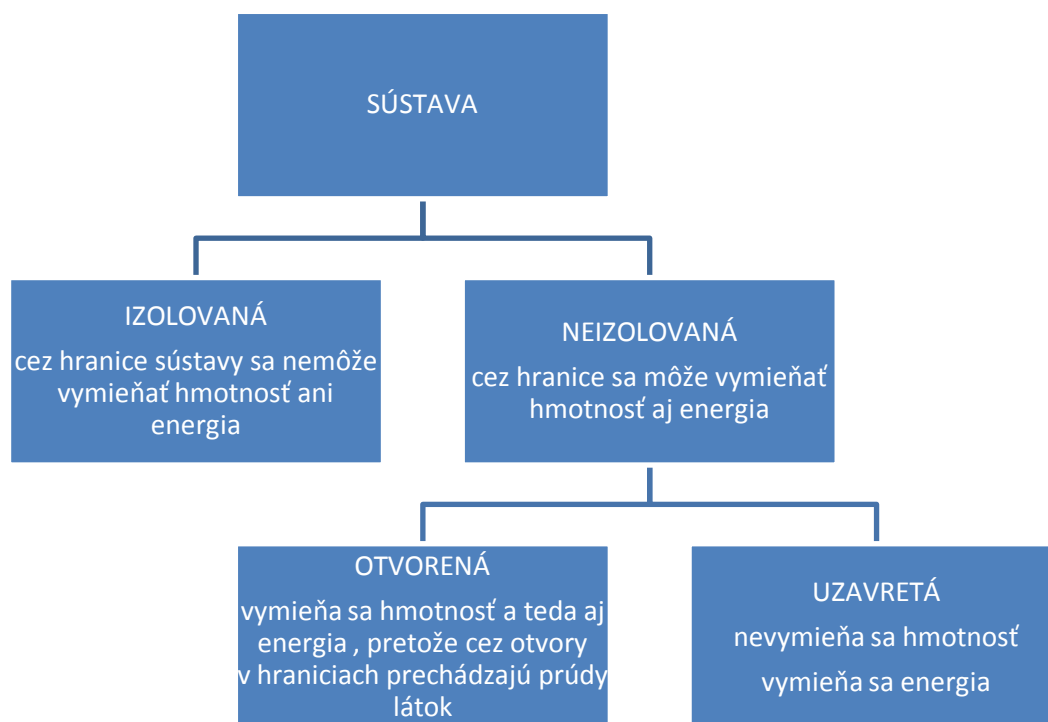 SÚSTAVA
IZOLOVANÁ
cez hranice sústavy sa nemôže
vymieňať hmotnosť ani
energia
NEIZOLOVANÁ
cez hranice sa môže vymieňať
hmotnosť aj energia
OTVORENÁ
vymieňa sa hmotnosť a teda aj
energia , pretože cez otvory
v hraniciach prechádzajú prúdy
látok
UZAVRETÁ
nevymieňa sa hmotnosť
vymieňa sa energia